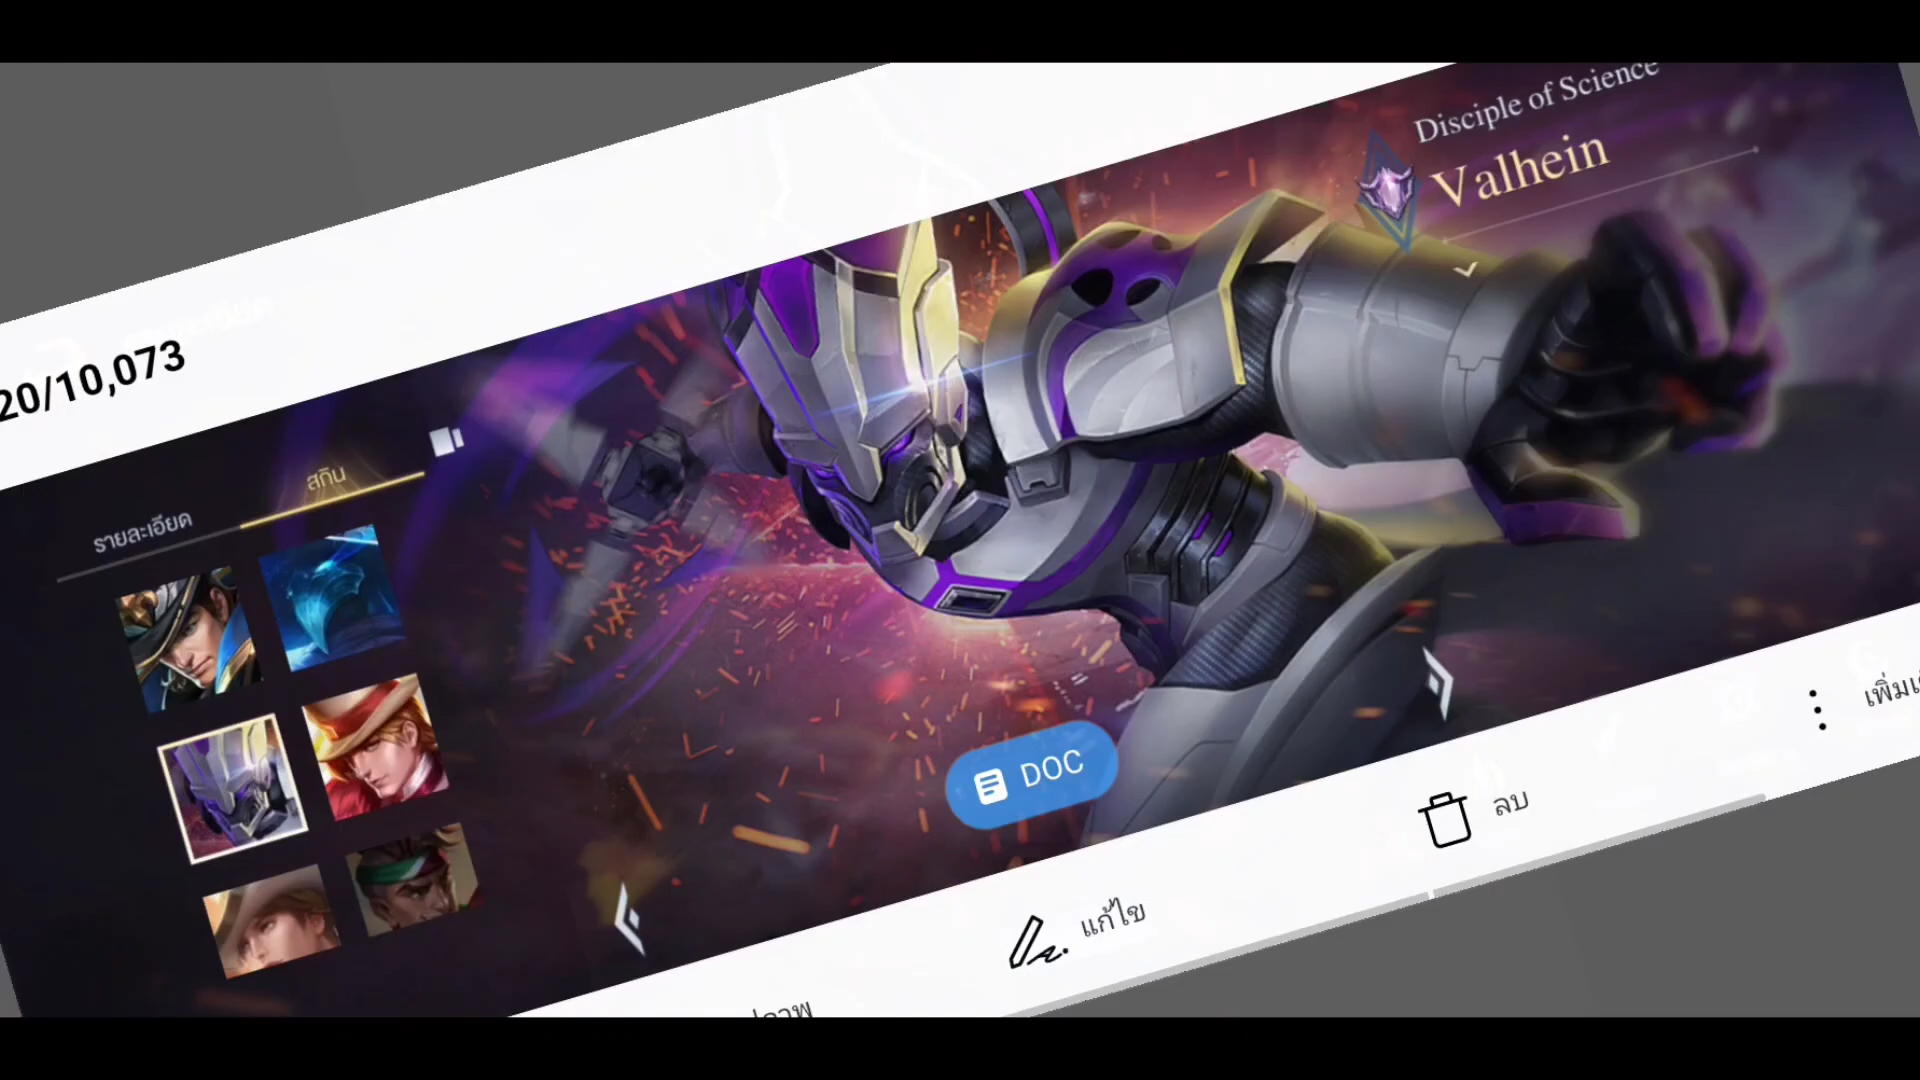 Disciple of Science
Valhein
20/10,073
สกิน
รายละเอียด
DOC
ลบ
แก้ไข